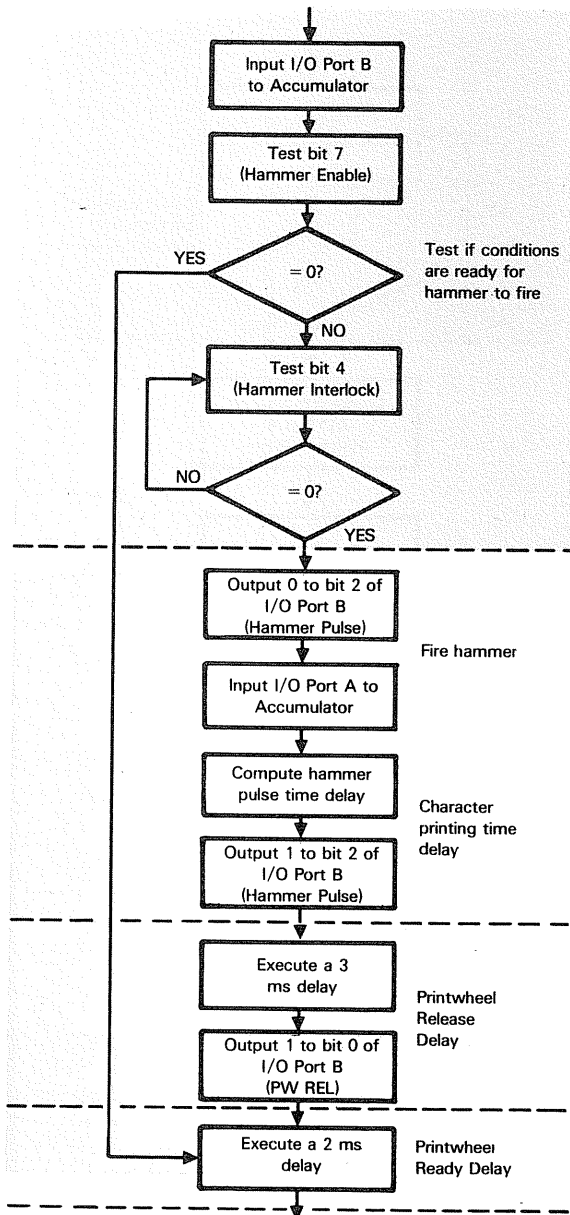 Input I/O Port B
to Accumulator
Test bit 7
(Hammer Enable)
YES
= 0?
Test if conditions
are ready for
hammer to fire
NO
Test bit 4
(Hammer Interlock)
NO
= 0?
YES
Output 0 to bit 2 of
I/O Port B
(Hammer Pulse)
Fire hammer
Input I/O Port A to
Accumulator
Compute hammer
pulse time delay
Character
printing time
delay
Output 1 to bit 2 of
I/O Port B
(Hammer Pulse)
Execute a 3
ms delay
Printwheel
Release
Delay
Output 1 to bit 0 of
I/O Port B
(PW REL)
Execute a 2 ms
delay
Printwheel
Ready Delay